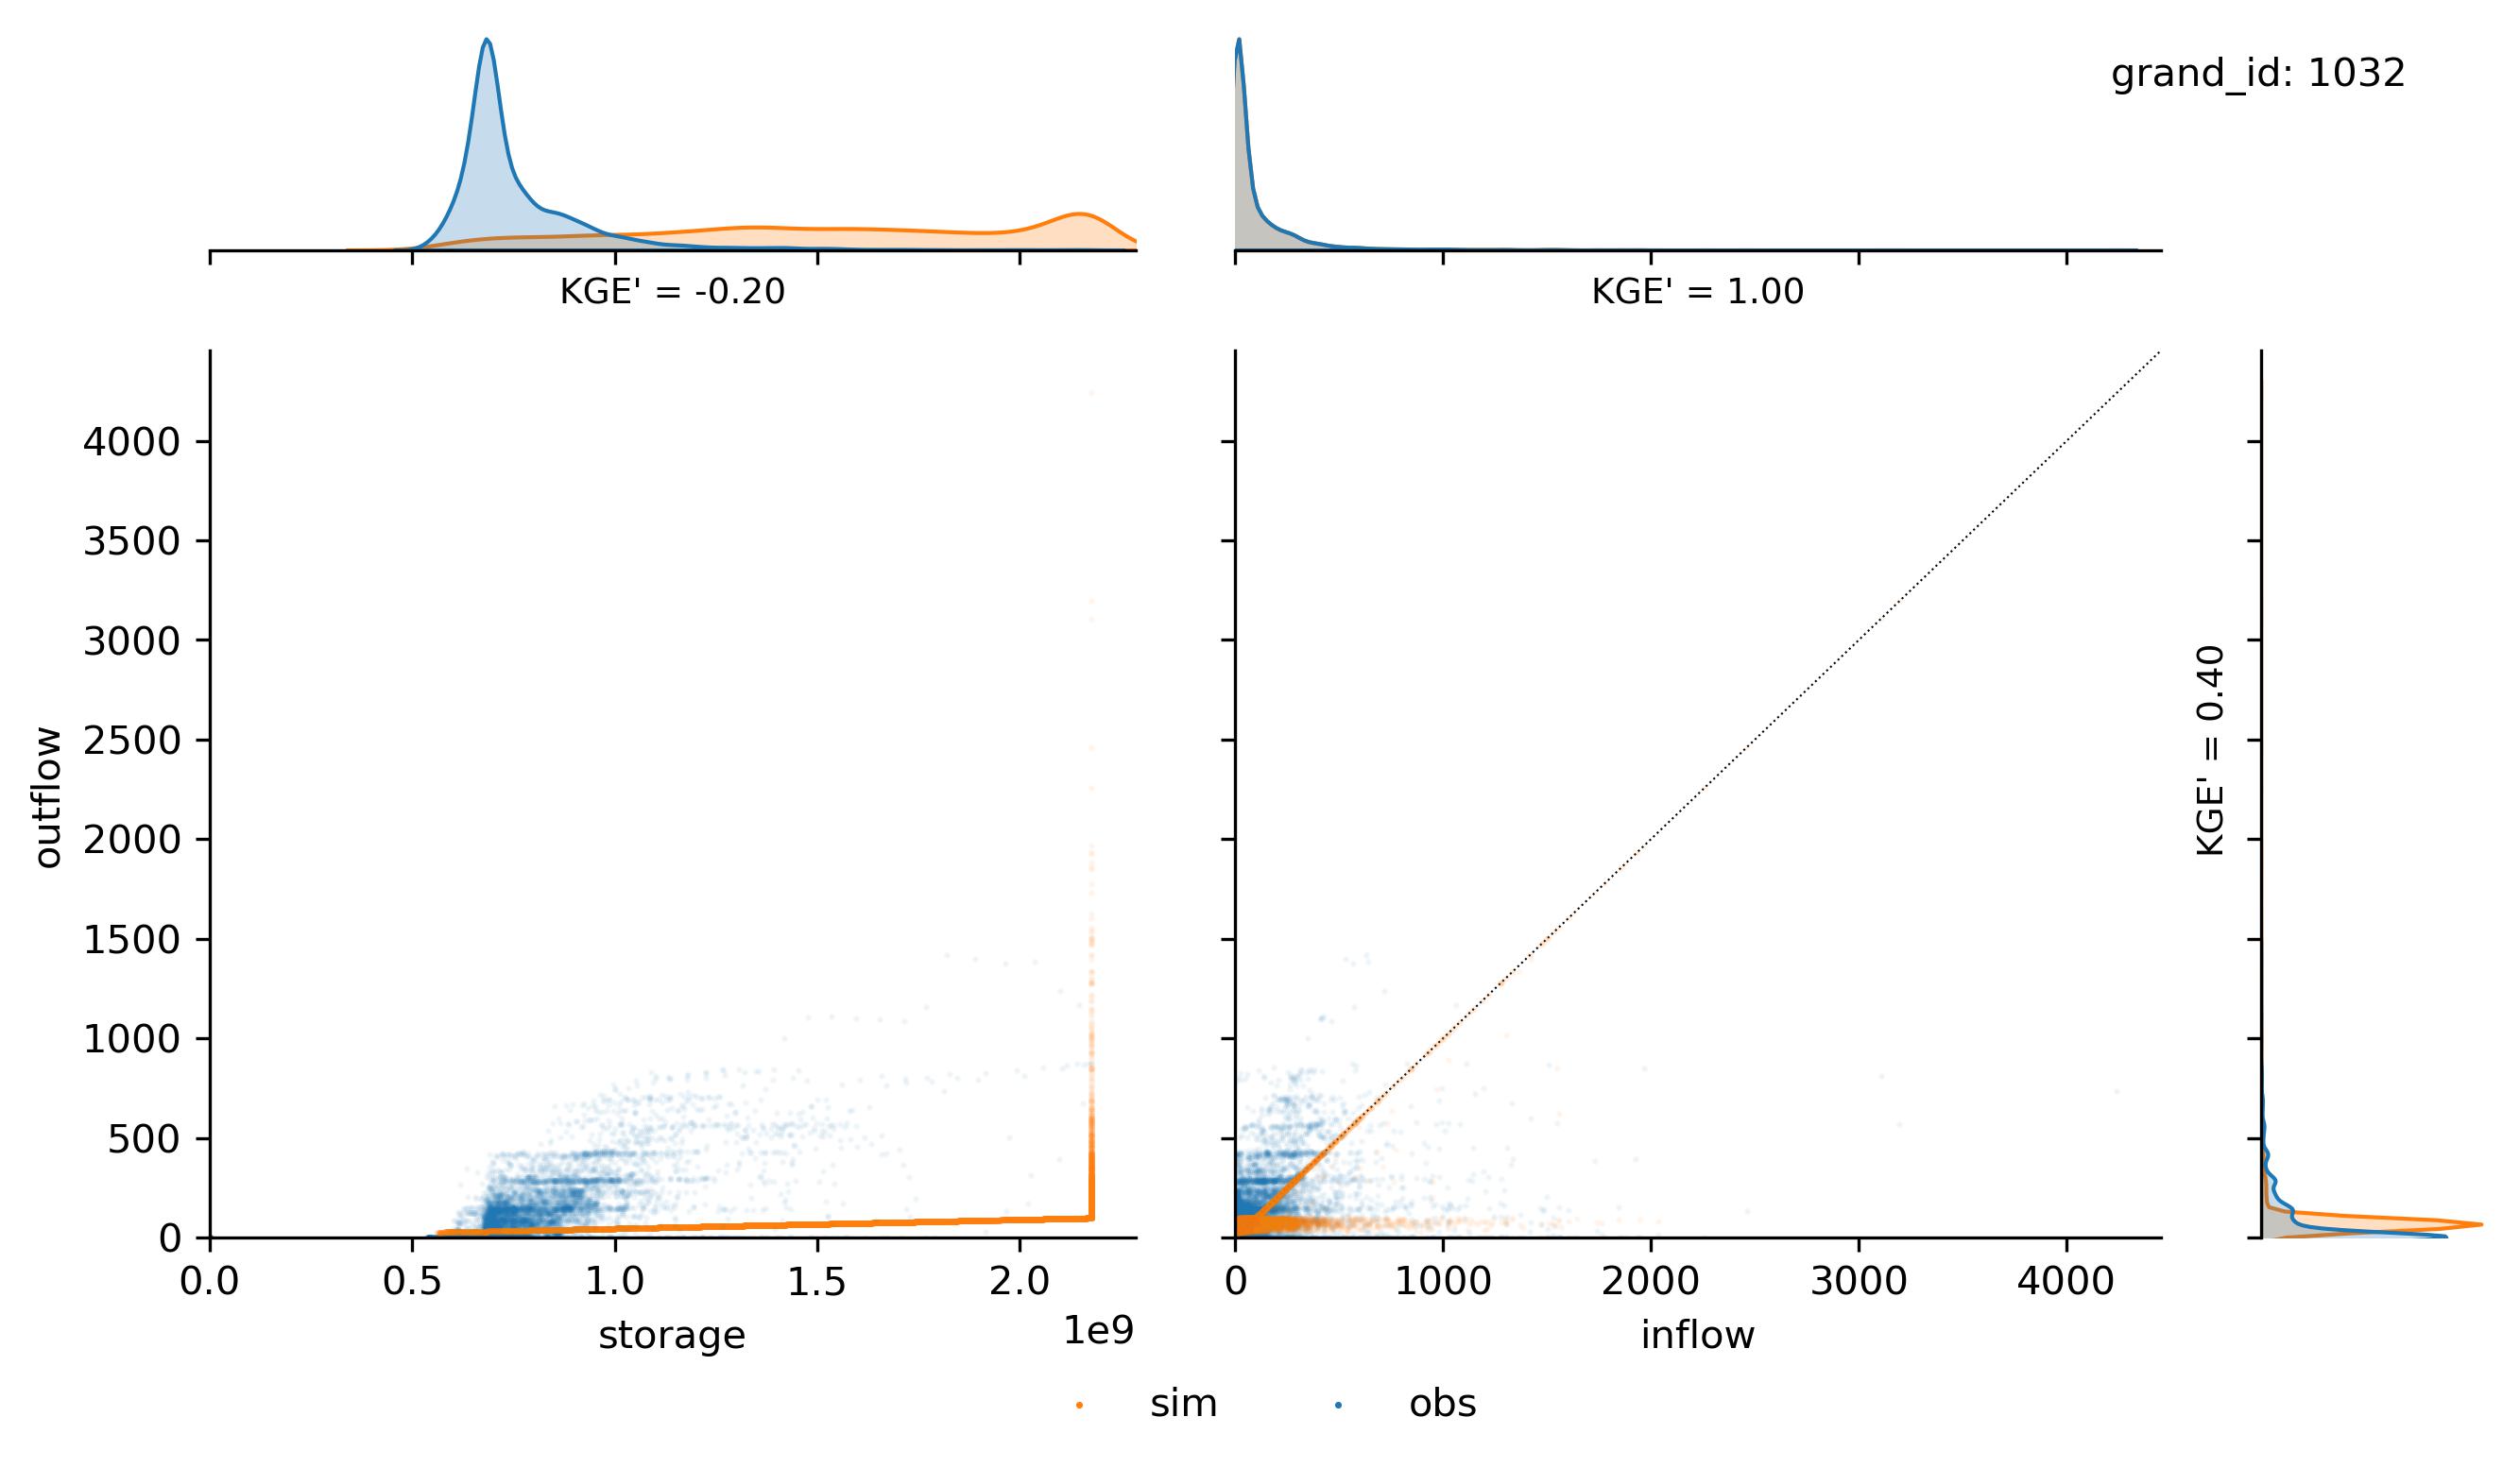 grand_id: 1032
KGE' = -0.20
KGE' = 1.00
4000
3500
3000
2500
2000
1500
1000
500
0
outflow
KGE' = 0.40
0.0 0.5 1.0 1.5 2.0
0 1000 2000 3000 4000
1e9
storage
inflow
sim obs